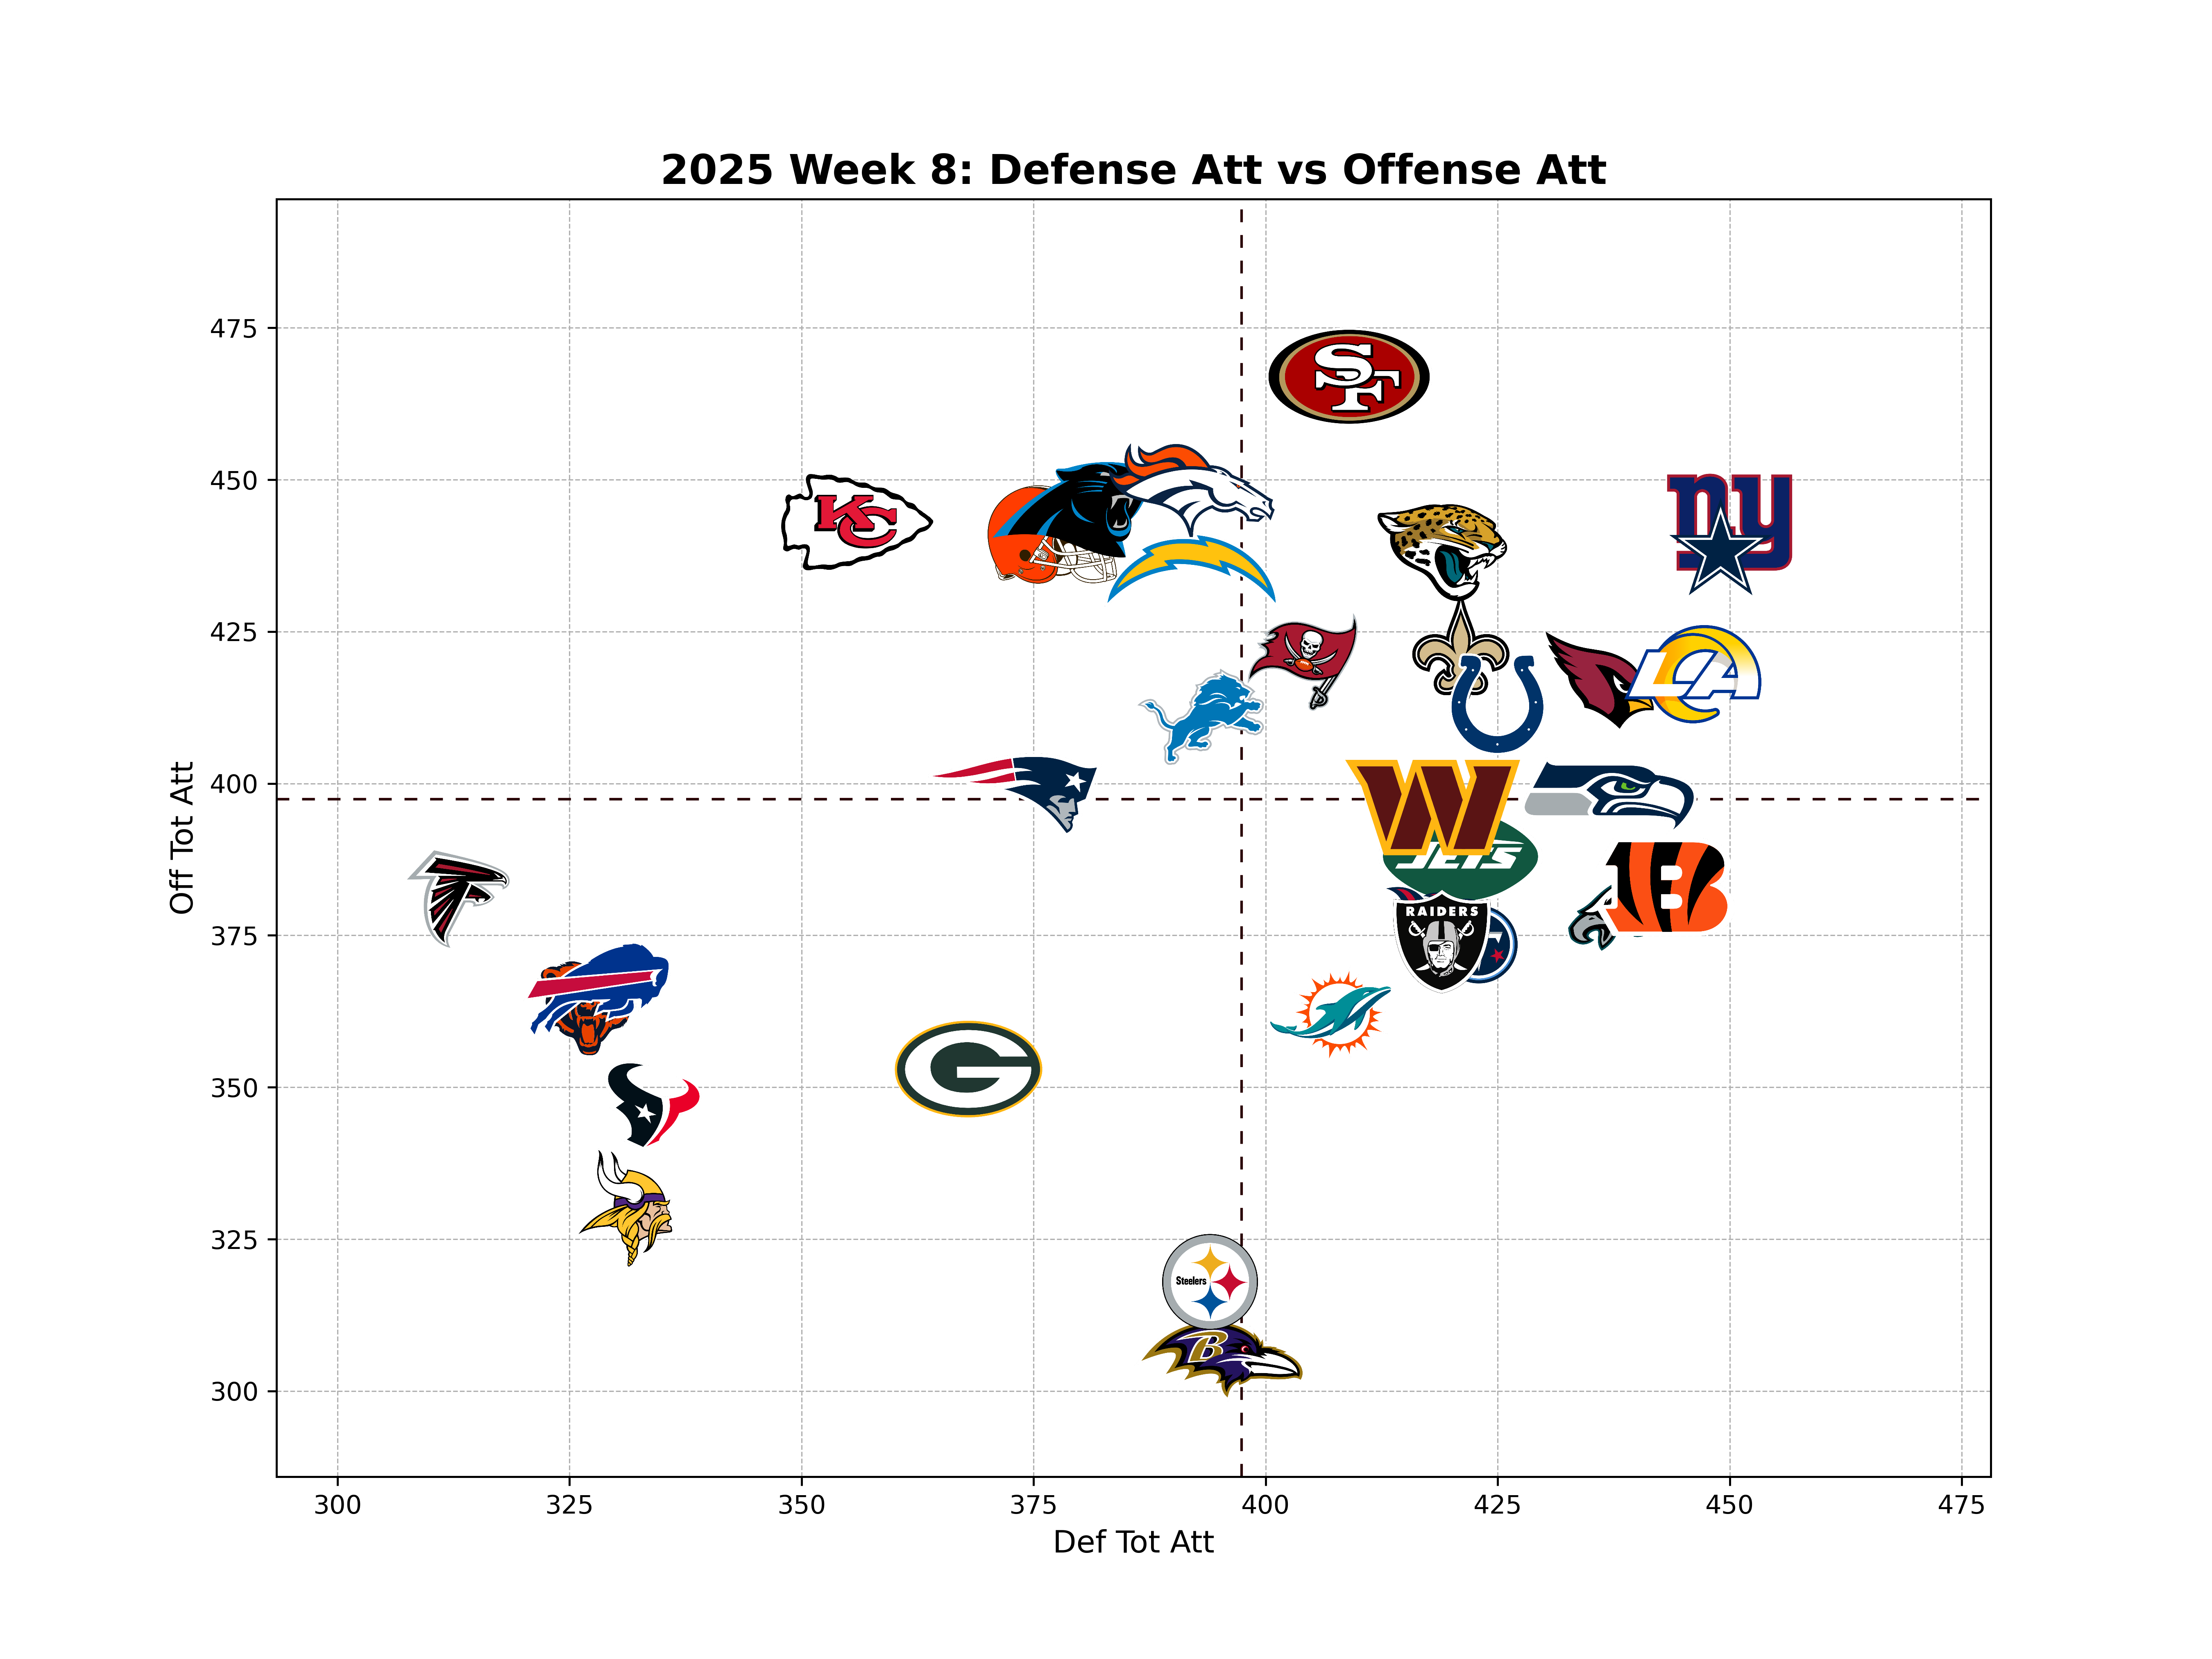 2025 Week 8: Defense Att vs Offense Att
475
SF
450
KC
ny
425
LA
Off Tot Att
400
W
JETS
B
375
RAIDERS
T
350
G
325
Steelers
B
300
300 325 350 375 400 425 450 475
Def Tot Att